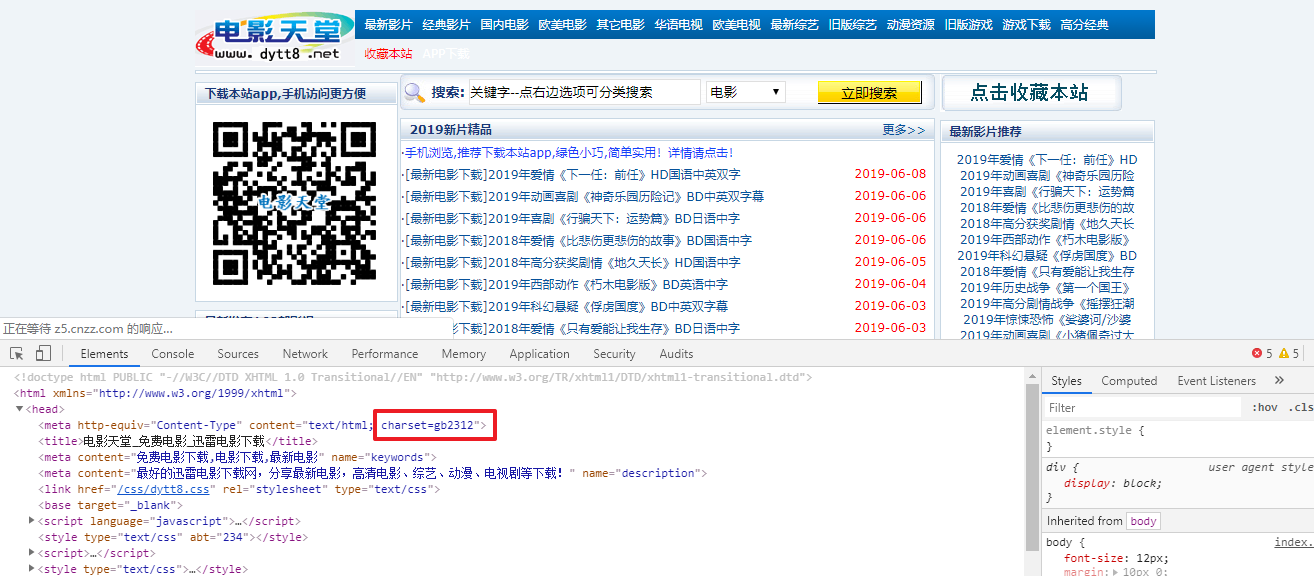 电影天堂
www. dytt8 .net
最新影片 经典影片 国内电影 欧美电影 其它电影 华语电视 欧美电视 最新综艺 旧版综艺 动漫资源 旧版游戏 游戏下载 高分经典
收藏本站 APP下载
下载本站app,手机访问更方便
电影天堂
搜索: 关键字--点右边选项可分类搜索 电影 立即搜索
点击收藏本站
2019新片精品 更多>>
·手机浏览,推荐下载本站app,绿色小巧,简单实用! 详情请点击!
·[最新电影下载]2019年爱情《下一任: 前任》HD国语中英双字 2019-06-08
·[最新电影下载]2019年动画喜剧《神奇乐园历险记》BD中英双字幕 2019-06-06
·[最新电影下载]2019年喜剧《行骗天下: 运势篇》BD日语中字 2019-06-06
·[最新电影下载]2018年爱情《比悲伤更悲伤的故事》BD国语中字 2019-06-06
·[最新电影下载]2018年高分获奖剧情《地久天长》HD国语中字 2019-06-05
·[最新电影下载]2019年西部动作《朽木电影版》BD英语中字 2019-06-04
·[最新电影下载]2019年科幻悬疑《俘虏国度》BD中英双字幕 2019-06-03
影下载]2018年爱情《只有爱能让我生存》BD日语中字 2019-06-03
最新影片推荐
2019年爱情《下一任: 前任》HD
2019年动画喜剧《神奇乐园历险
2019年喜剧《行骗天下: 运势篇
2018年爱情《比悲伤更悲伤的故
2018年高分获奖剧情《地久天长
2019年西部动作《朽木电影版》
2019年科幻悬疑《俘虏国度》BD
2018年爱情《只有爱能让我生存
2019年历史战争《第一个国王》
2019年高分剧情战争《摇摆狂潮
2019年惊悚恐怖《娑婆诃/沙婆
2019年动画喜剧《小猪佩奇过大
正在等待 z5.cnzz.com 的响应...
Elements Console Sources Network Performance Memory Application Security Audits 5 5
<!doctype html PUBLIC "-//W3C//DTD XHTML 1.0 Transitional//EN" "http://www.w3.org/TR/xhtml1/DTD/xhtml1-transitional.dtd">
<html xmlns="http://www.w3.org/1999/xhtml">
▼<head>
<meta http-equiv="Content-Type" content="text/html; charset=gb2312">
<title>电影天堂_免费电影_迅雷电影下载</title>
<meta content="免费电影下载,电影下载,最新电影" name="keywords">
<meta content="最好的迅雷电影下载网，分享最新电影，高清电影、综艺、动漫、电视剧等下载！" name="description">
<link href="/css/dytt8.css" rel="stylesheet" type="text/css">
<base target="_blank">
▶<script language="javascript">…</script>
<style type="text/css" abt="234"></style>
▶<script>…</script>
▶<style type="text/css">…</style>
Styles Computed Event Listeners »
Filter :hov .cls
element.style {
}
div { user agent style
display: block;
}
Inherited from body
body { index.
font-size: 12px;
margin:▶ 10px 0;